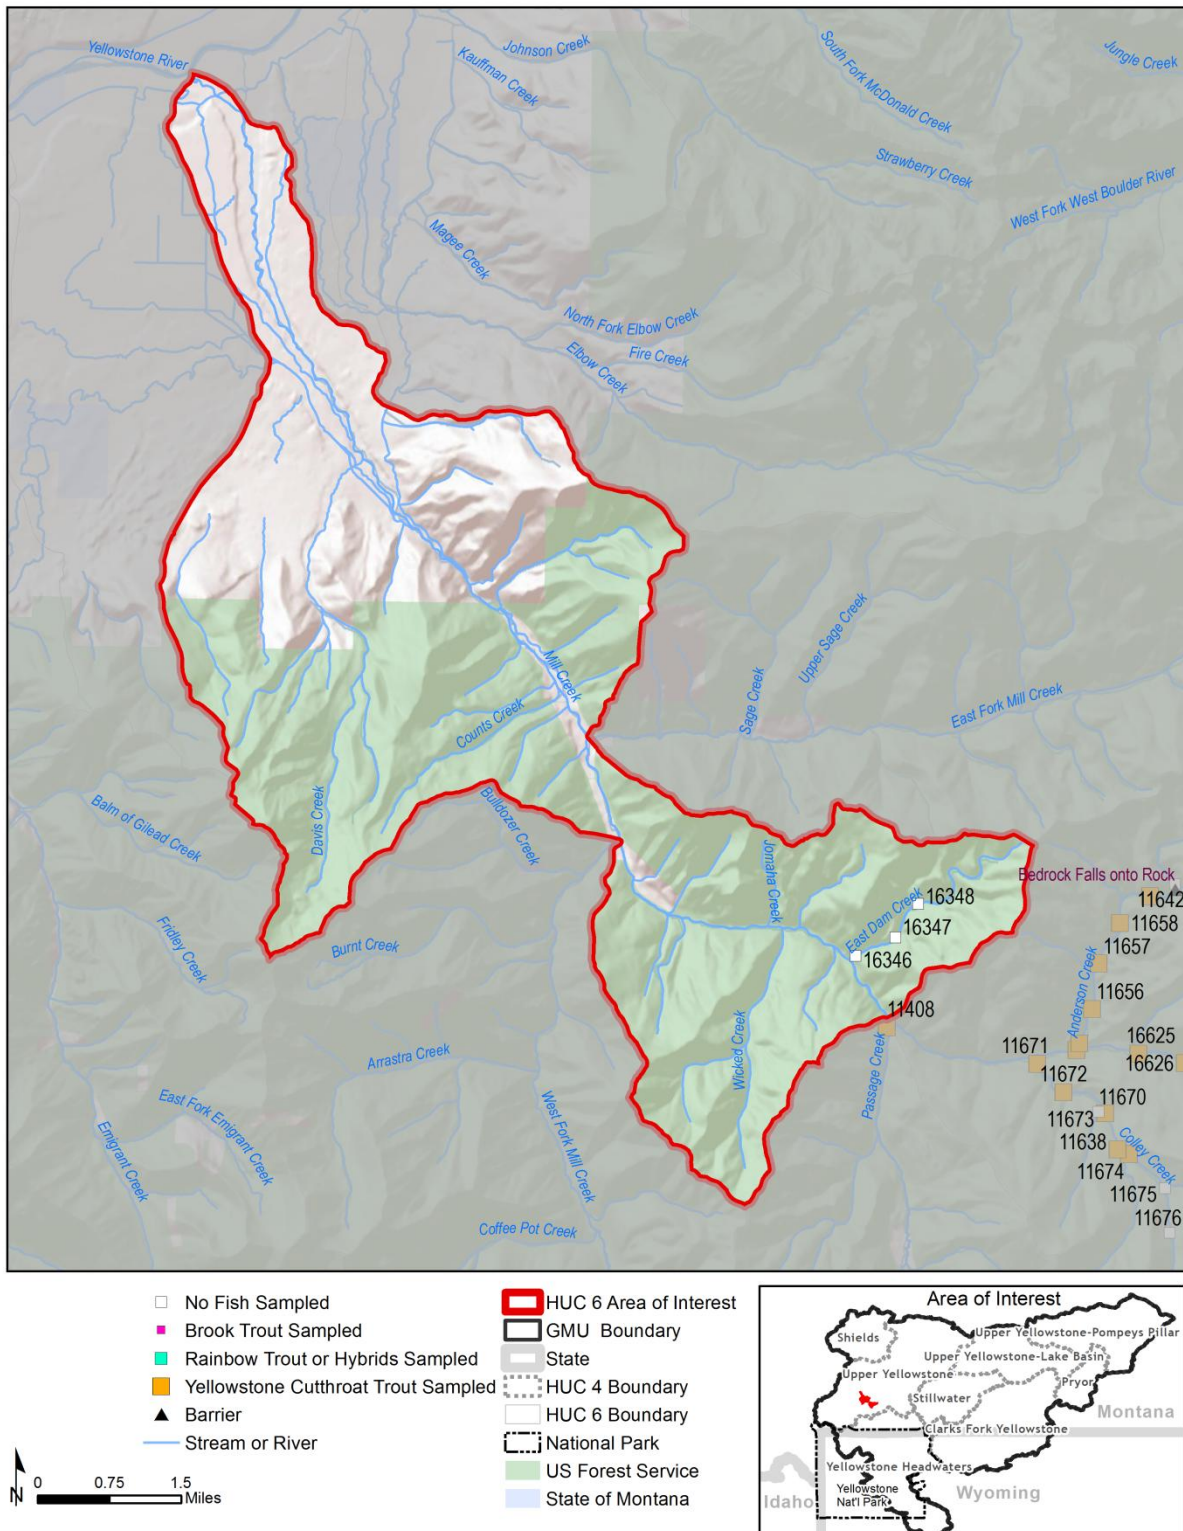 Yellowstone River
Johnson Creek
Kauffman Creek
South Fork McDonald Creek
Jungle Creek
Strawberry Creek
West Fork West Boulder River
Magee Creek
North Fork Elbow Creek
Fire Creek
Elbow Creek
Upper Sage Creek
Sage Creek
East Fork Mill Creek
Mill Creek
Counts Creek
Davis Creek
Bulldozer Creek
Balm of Gilead Creek
Jomaha Creek
East Dam Creek
Bedrock Falls onto Rock
11642
16348
11658
16347
11657
16346
Fridley Creek
Burnt Creek
11656
Anderson Creek
11408
16625
11671
16626
Arrastra Creek
Wicked Creek
Passage Creek
11672
11670
11673
East Fork Emigrant Creek
Emigrant Creek
West Fork Mill Creek
11638
Colley Creek
11674
11675
11676
Coffee Pot Creek
No Fish Sampled
Brook Trout Sampled
Rainbow Trout or Hybrids Sampled
Yellowstone Cutthroat Trout Sampled
Barrier
Stream or River
N
0 0.75 1.5
Miles
HUC 6 Area of Interest
GMU Boundary
State
HUC 4 Boundary
HUC 6 Boundary
National Park
US Forest Service
State of Montana
Area of Interest
Shields
Upper Yellowstone-Pompeys Pillar
Upper Yellowstone-Lake Basin
Upper Yellowstone
Pryor
Stillwater
Montana
Clarks Fork Yellowstone
Yellowstone Headwaters
Yellowstone
Nat'l Park
Idaho
Wyoming